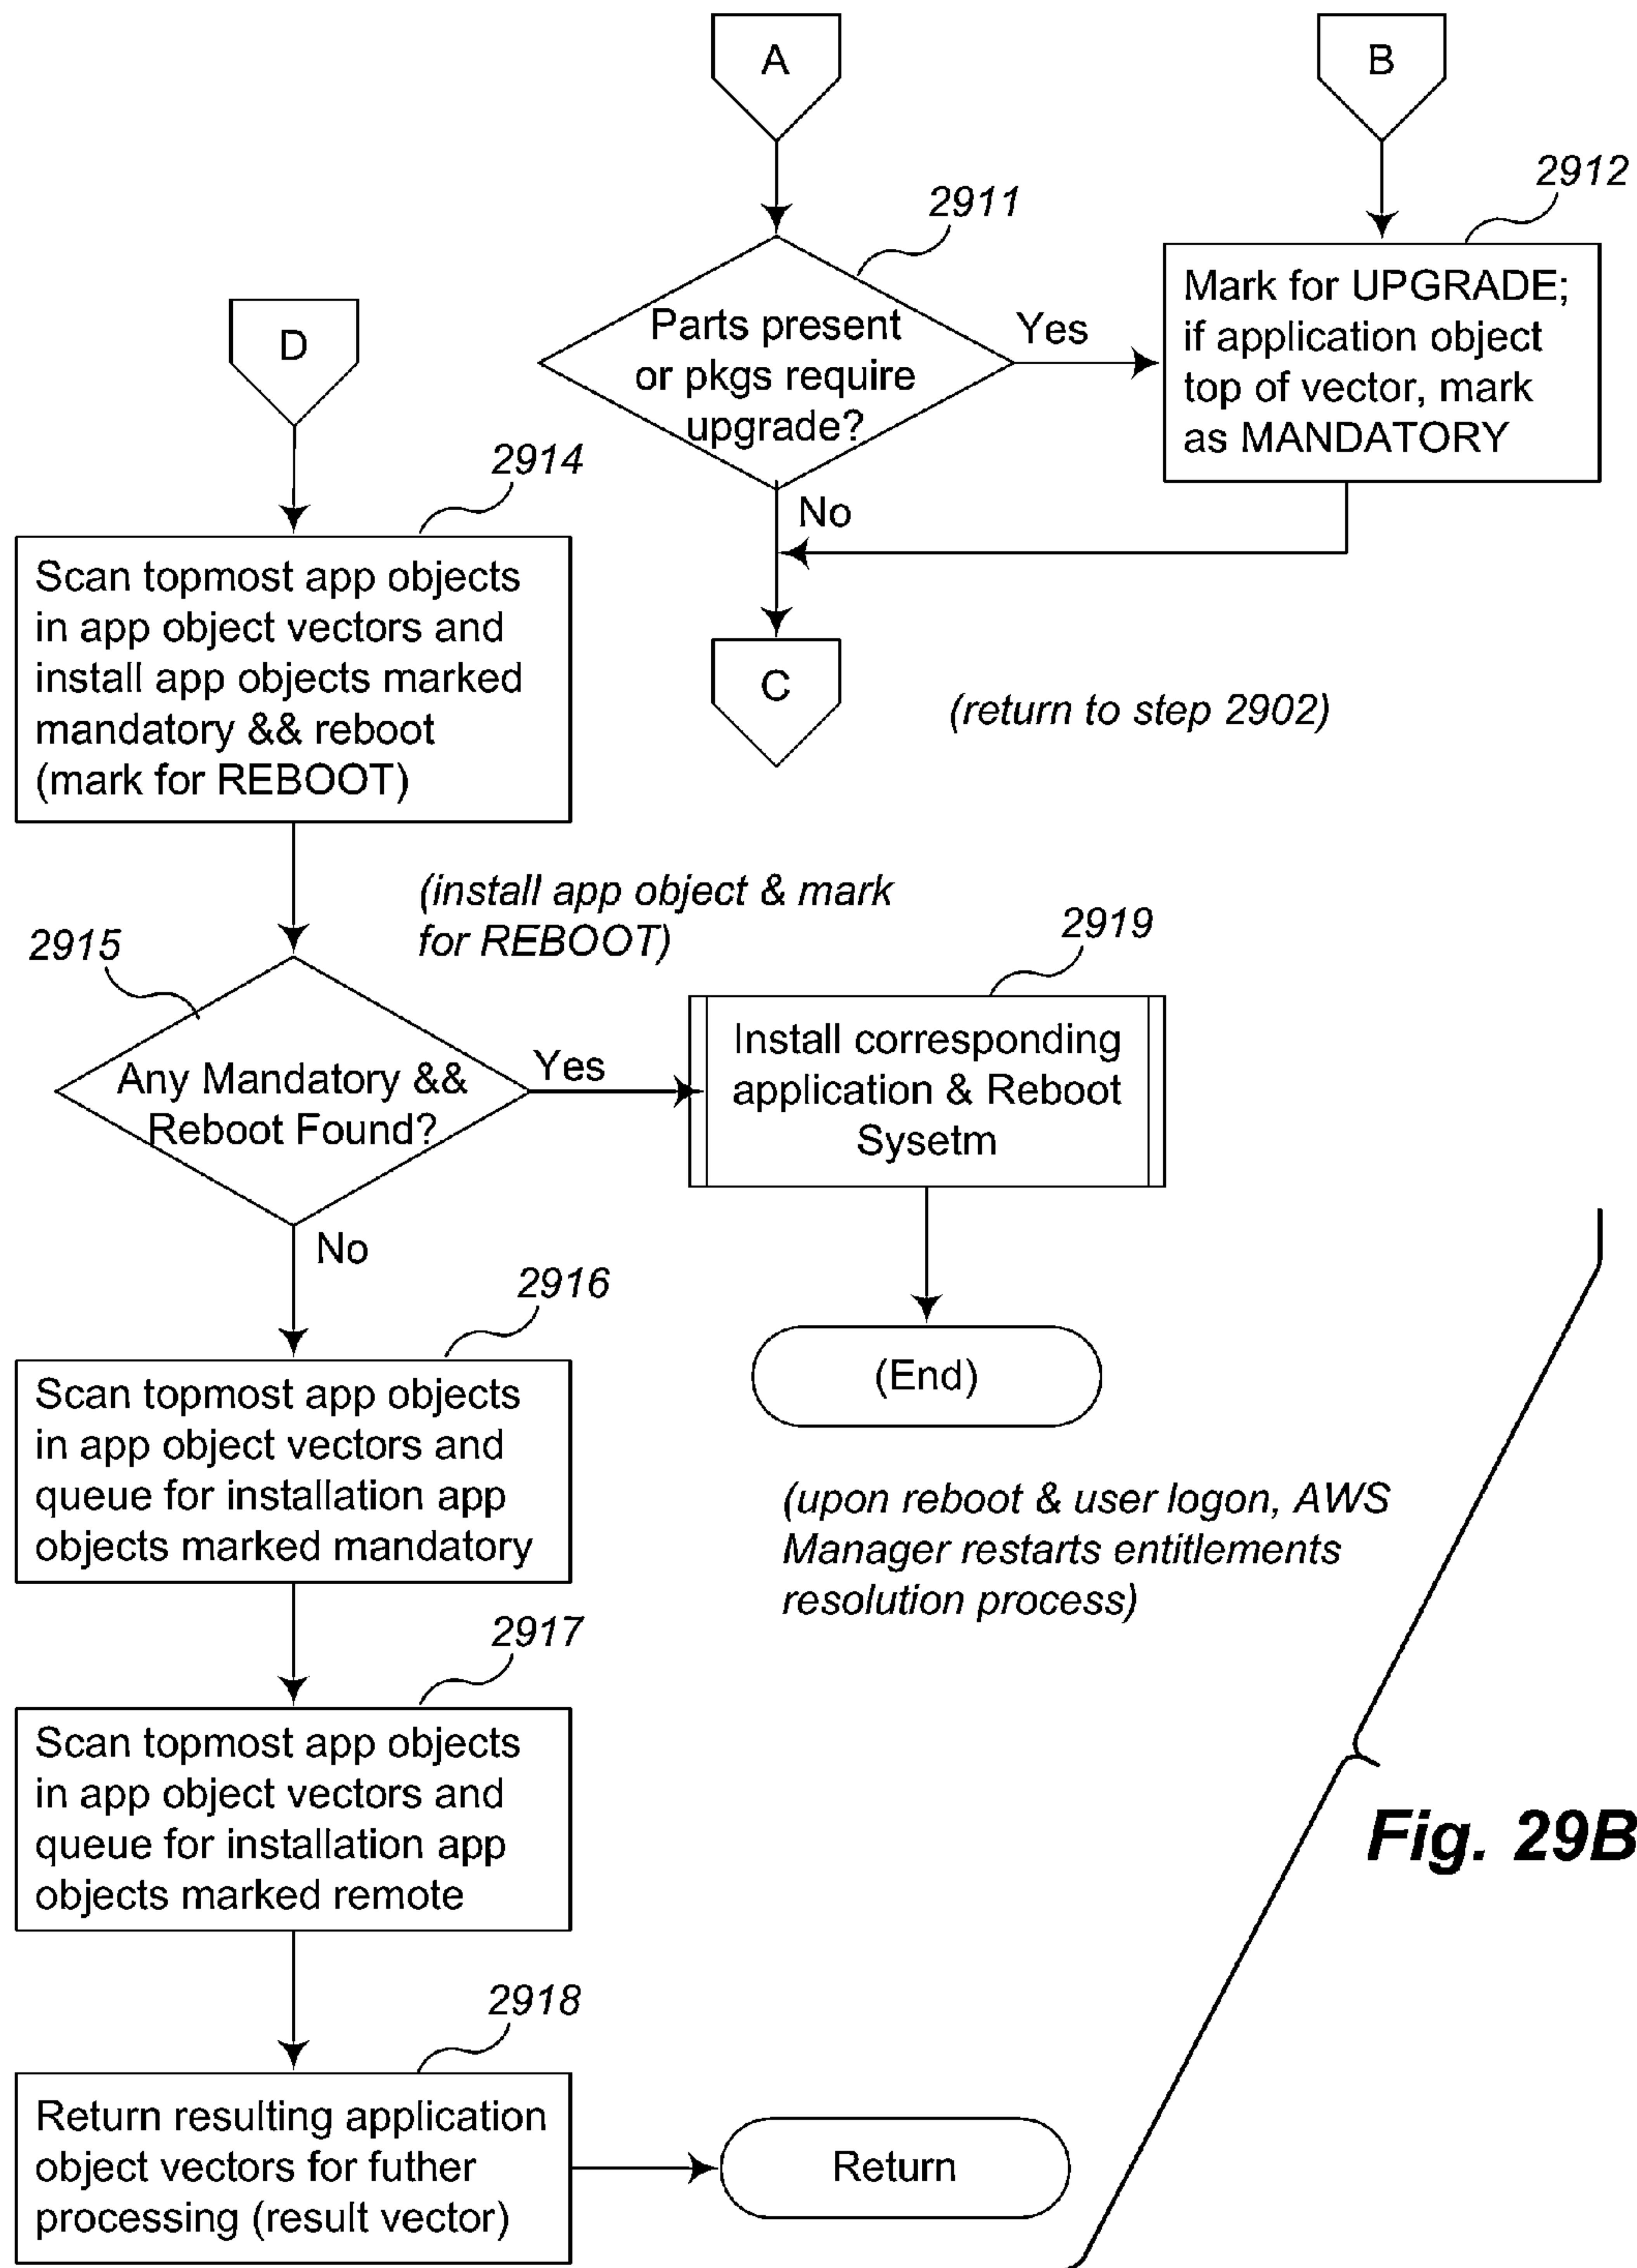 A
B
2911
2912
Parts present
or pkgs require
upgrade?
Yes
Mark for UPGRADE;
if application object
top of vector, mark
as MANDATORY
No
C
(return to step 2902)
D
2914
Scan topmost app objects
in app object vectors and
install app objects marked
mandatory && reboot
(mark for REBOOT)
(install app object & mark
for REBOOT)
2915
Any Mandatory &&
Reboot Found?
Yes
2919
Install corresponding
application & Reboot
Sysetm
No
(End)
(upon reboot & user logon, AWS
Manager restarts entitlements
resolution process)
2916
Scan topmost app objects
in app object vectors and
queue for installation app
objects marked mandatory
2917
Scan topmost app objects
in app object vectors and
queue for installation app
objects marked remote
2918
Return resulting application
object vectors for futher
processing (result vector)
Return
Fig. 29B